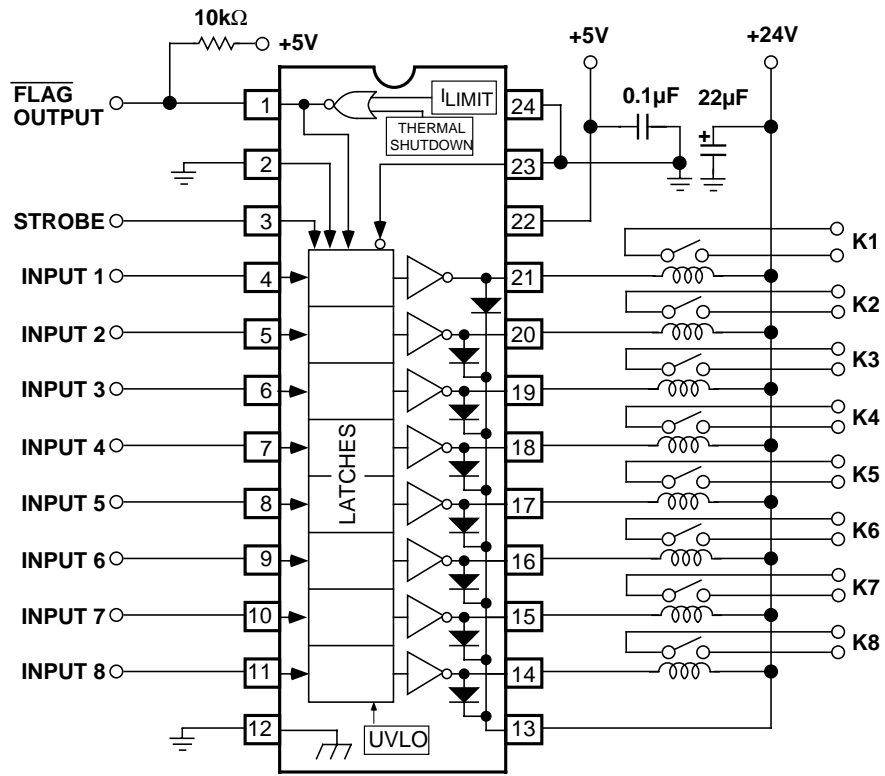 10kΩ
+5V
+5V
+24V
FLAG
OUTPUT
1
ILIMIT
24
0.1µF
22µF
+
THERMAL
SHUTDOWN
2
23
STROBE
3
22
K1
INPUT 1
4
21
K2
INPUT 2
5
20
K3
INPUT 3
6
19
K4
INPUT 4
7
18
LATCHES
K5
INPUT 5
8
17
K6
INPUT 6
9
16
K7
INPUT 7
10
15
K8
INPUT 8
11
14
12
UVLO
13